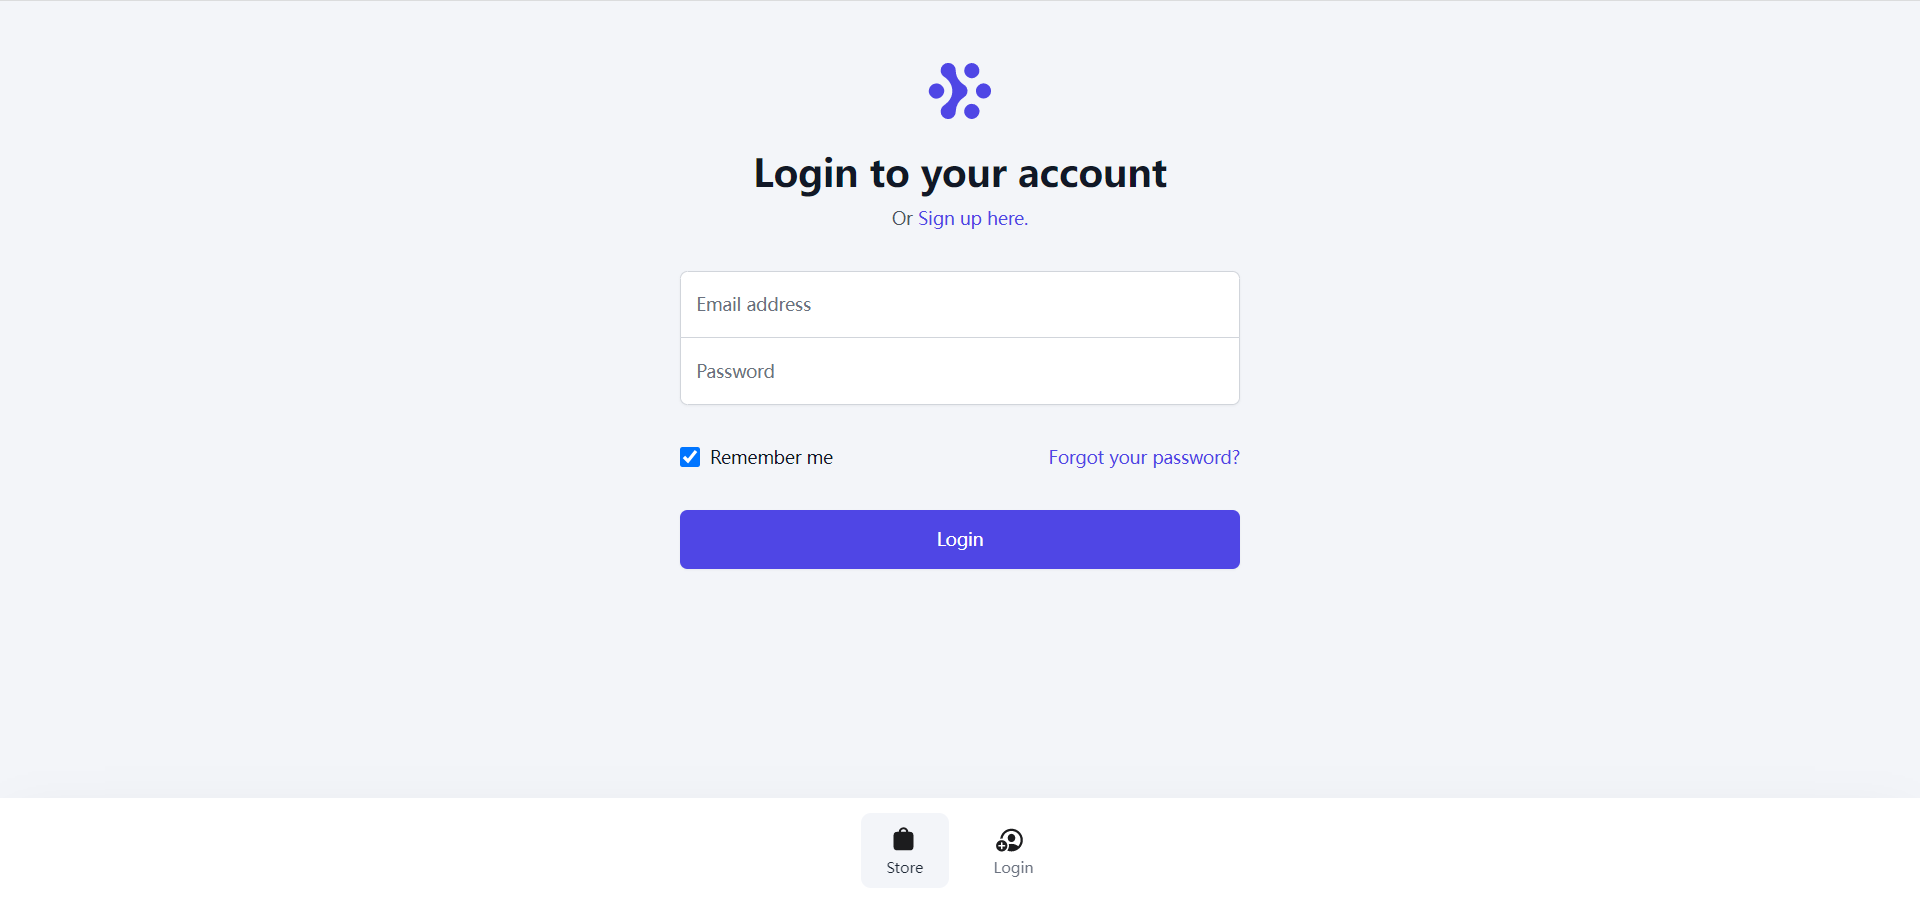 Login to your account
Or Sign up here.
Email address
Password
Remember me
Forgot your password?
Login
Store
Login